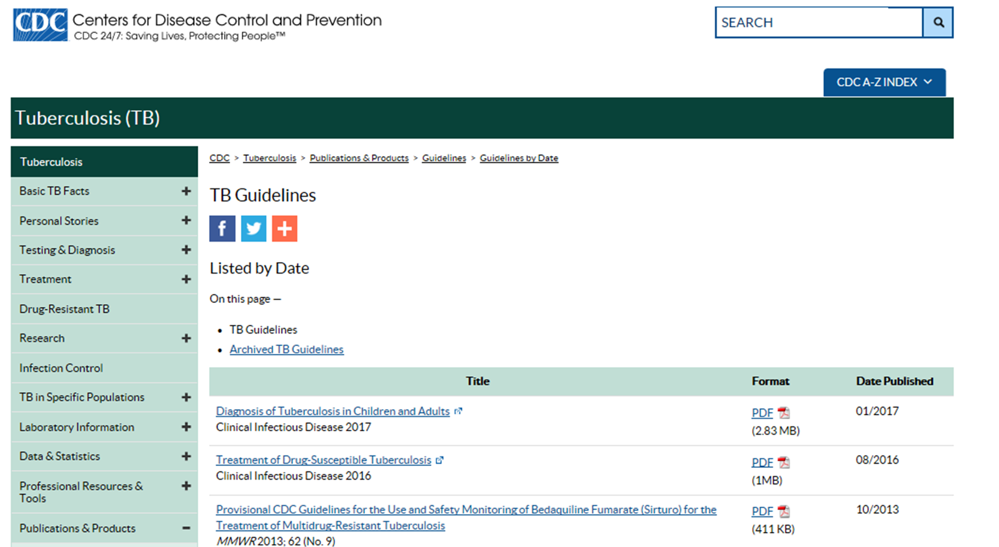 CDC Centers for Disease Control and Prevention
CDC 24/7: Saving Lives, Protecting People™
SEARCH
CDC A-Z INDEX
Tuberculosis (TB)
Tuberculosis
Basic TB Facts
Personal Stories
Testing & Diagnosis
Treatment
Drug-Resistant TB
Research
Infection Control
TB in Specific Populations
Laboratory Information
Data & Statistics
Professional Resources &
Tools
Publications & Products
CDC > Tuberculosis > Publications & Products > Guidelines > Guidelines by Date
TB Guidelines
Listed by Date
On this page —
• TB Guidelines
• Archived TB Guidelines
Title Format Date Published
Diagnosis of Tuberculosis in Children and Adults PDF 01/2017
Clinical Infectious Disease 2017 (2.83 MB)
Treatment of Drug-Susceptible Tuberculosis PDF 08/2016
Clinical Infectious Disease 2016 (1MB)
Provisional CDC Guidelines for the Use and Safety Monitoring of Bedaquiline Fumarate (Sirturo) for the PDF 10/2013
Treatment of Multidrug-Resistant Tuberculosis (411 KB)
MMWR 2013; 62 (No. 9)